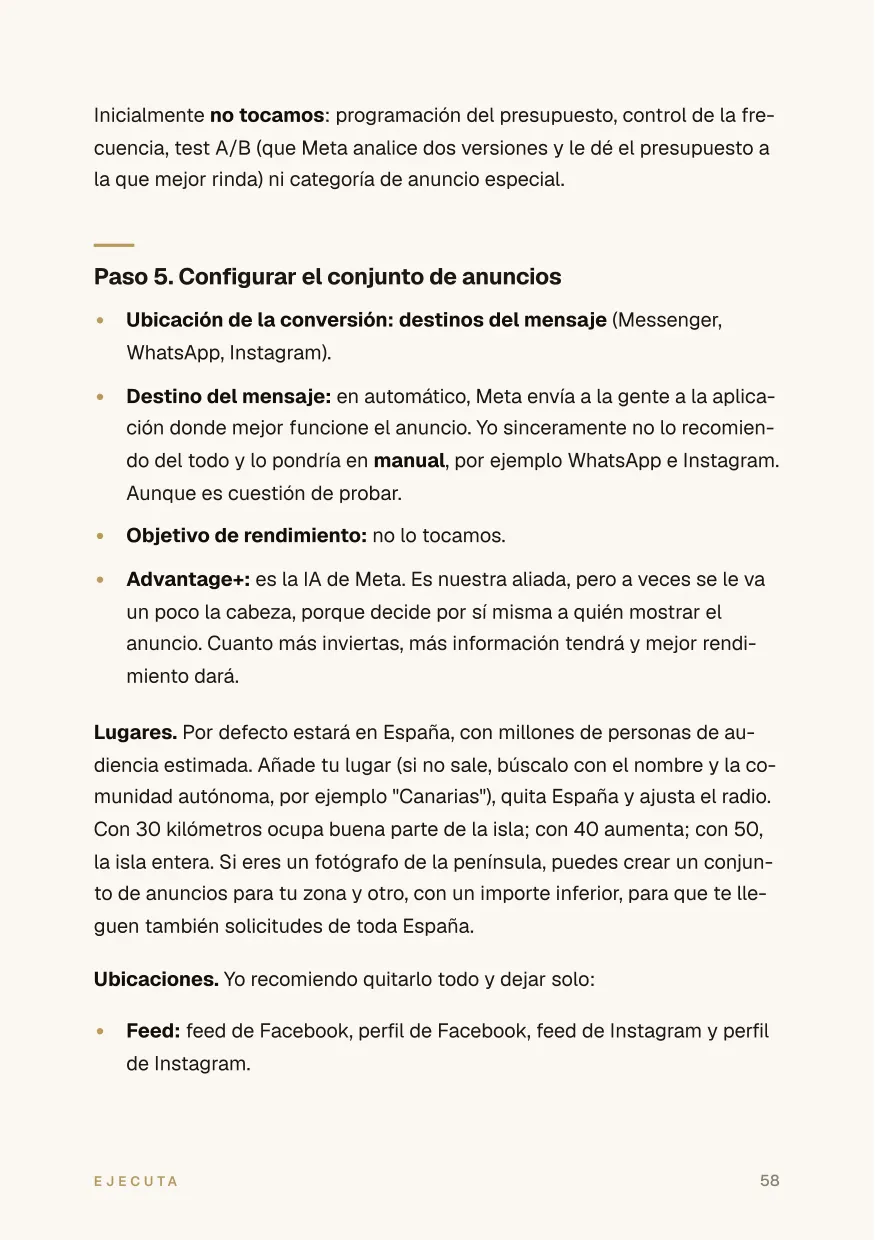 Inicialmente no tocamos: programación del presupuesto, control de la fre-
cuencia, test A/B (que Meta analice dos versiones y le dé el presupuesto a
la que mejor rinda) ni categoría de anuncio especial.
Paso 5. Configurar el conjunto de anuncios
• Ubicación de la conversión: destinos del mensaje (Messenger,
WhatsApp, Instagram).
• Destino del mensaje: en automático, Meta envía a la gente a la aplica-
ción donde mejor funcione el anuncio. Yo sinceramente no lo recomien-
do del todo y lo pondría en manual, por ejemplo WhatsApp e Instagram.
Aunque es cuestión de probar.
• Objetivo de rendimiento: no lo tocamos.
• Advantage+: es la IA de Meta. Es nuestra aliada, pero a veces se le va
un poco la cabeza, porque decide por sí misma a quién mostrar el
anuncio. Cuanto más inviertas, más información tendrá y mejor rendi-
miento dará.
Lugares. Por defecto estará en España, con millones de personas de au-
diencia estimada. Añade tu lugar (si no sale, búscalo con el nombre y la co-
munidad autónoma, por ejemplo "Canarias"), quita España y ajusta el radio.
Con 30 kilómetros ocupa buena parte de la isla; con 40 aumenta; con 50,
la isla entera. Si eres un fotógrafo de la península, puedes crear un conjun-
to de anuncios para tu zona y otro, con un importe inferior, para que te lle-
guen también solicitudes de toda España.
Ubicaciones. Yo recomiendo quitarlo todo y dejar solo:
• Feed: feed de Facebook, perfil de Facebook, feed de Instagram y perfil
de Instagram.
EJECUTA
58